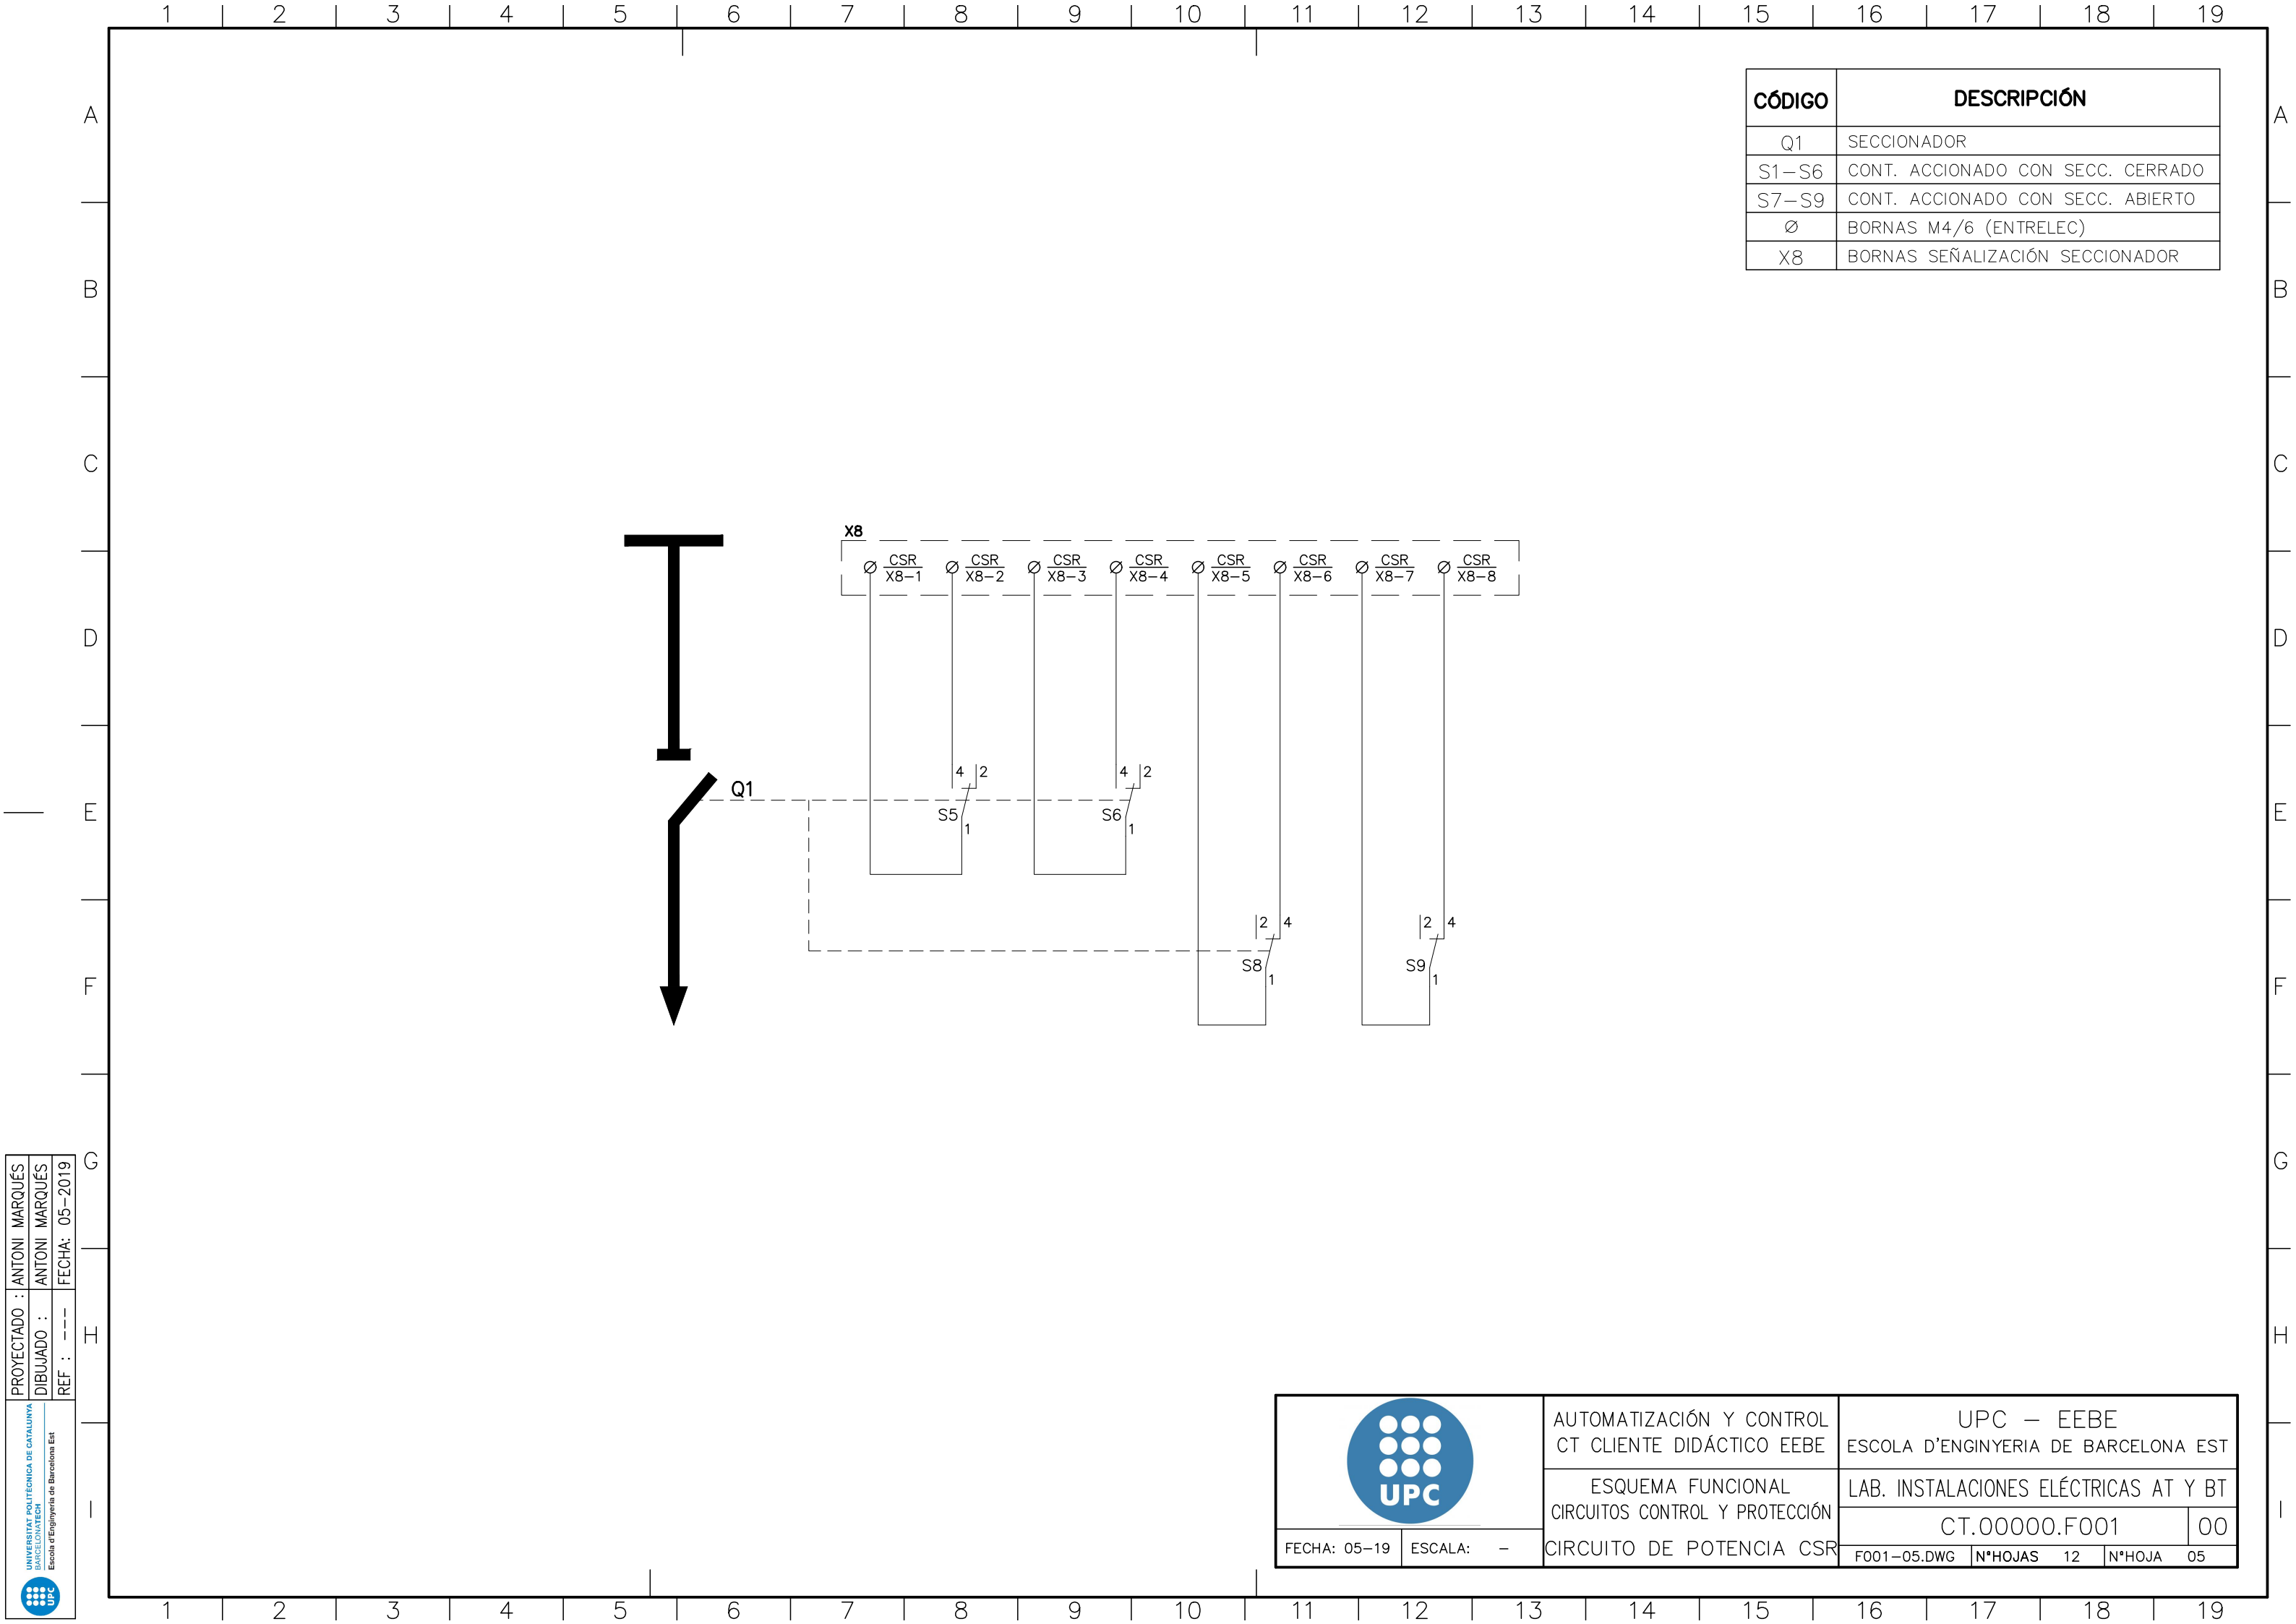 1 2 3 4 5 6 7 8 9 10 11 12 13 14 15 16 17 18 19
A A
B B
C C
D D
E E
F F
G G
H H
I I
CÓDIGO DESCRIPCIÓN
Q1 SECCIONADOR
S1-S6 CONT. ACCIONADO CON SECC. CERRADO
S7-S9 CONT. ACCIONADO CON SECC. ABIERTO
Ø BORNAS M4/6 (ENTRELEC)
X8 BORNAS SEÑALIZACIÓN SECCIONADOR
X8
CSR CSR CSR CSR CSR CSR CSR CSR
X8-1 X8-2 X8-3 X8-4 X8-5 X8-6 X8-7 X8-8
Q1
4 2 4 2
S5 S6
1 1
2 4 2 4
S8 S9
1 1
PROYECTADO : ANTONI MARQUÉS
DIBUJADO : ANTONI MARQUÉS
REF : --- FECHA: 05-2019
UNIVERSITAT POLITÈCNICA DE CATALUNYA
BARCELONATECH
Escola d'Enginyeria de Barcelona Est
UPC
UPC
FECHA: 05-19 ESCALA: -
AUTOMATIZACIÓN Y CONTROL
CT CLIENTE DIDÁCTICO EEBE
ESQUEMA FUNCIONAL
CIRCUITOS CONTROL Y PROTECCIÓN
CIRCUITO DE POTENCIA CSR
UPC - EEBE
ESCOLA D'ENGINYERIA DE BARCELONA EST
LAB. INSTALACIONES ELÉCTRICAS AT Y BT
CT.00000.F001 00
F001-05.DWG NºHOJAS 12 NºHOJA 05
1 2 3 4 5 6 7 8 9 10 11 12 13 14 15 16 17 18 19